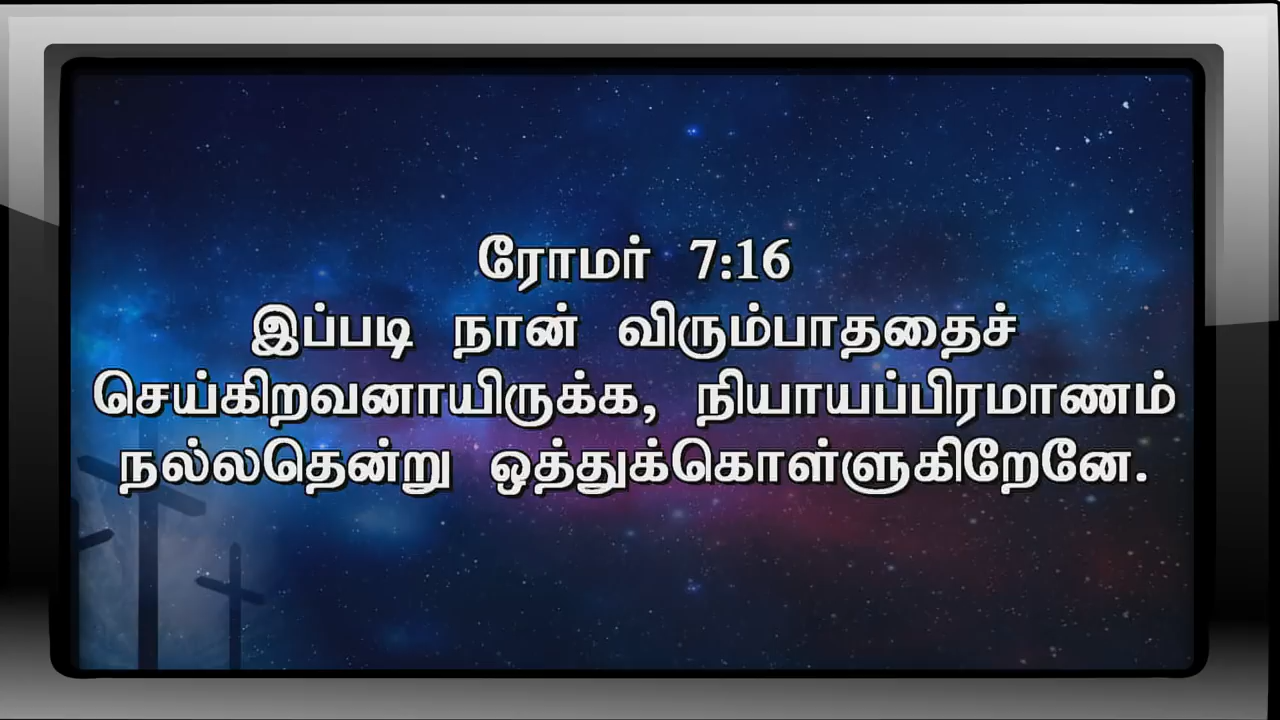 ரோமர் 7:16
இப்படி நான் விரும்பாததைச்
செய்கிறவனாயிருக்க, நியாயப்பிரமாணம்
நல்லதென்று ஒத்துக்கொள்ளுகிறேனே.